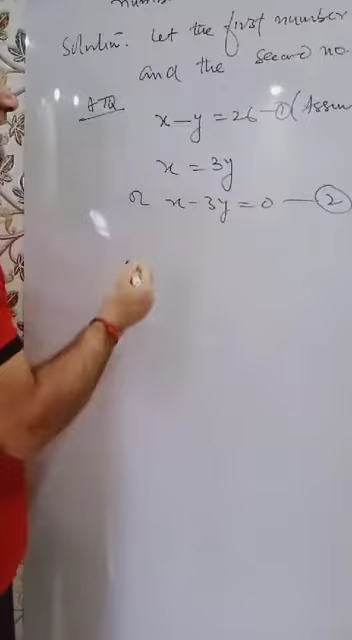 Solution: Let the first number
and the second no.
ATQ
x - y = 26 - ① (Assum
x = 3y
or x - 3y = 0 — ②